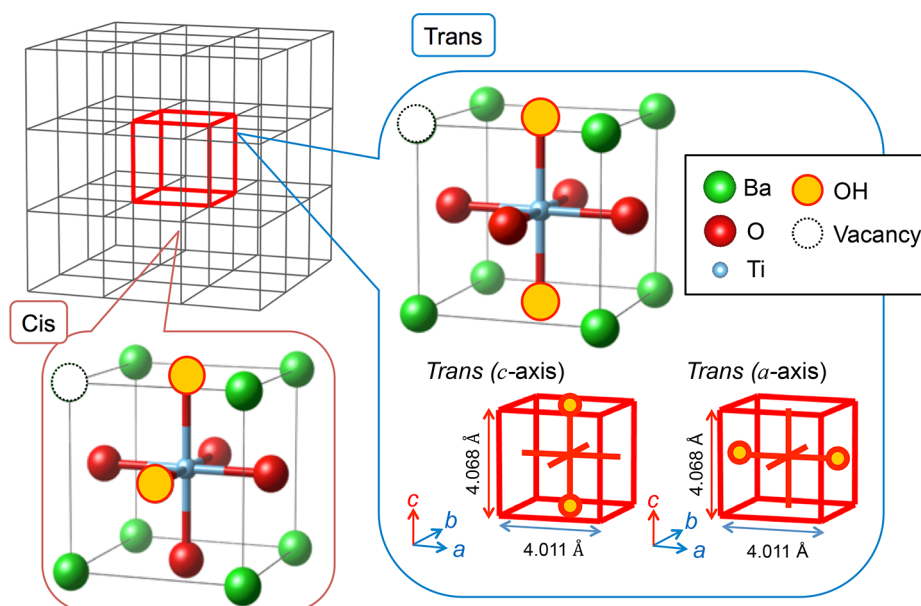 Trans
Ba
OH
O
Vacancy
Ti
Cis
Trans (c-axis)
Trans (a-axis)
4.068 Å
4.068 Å
c
b
a
4.011 Å
c
b
a
4.011 Å